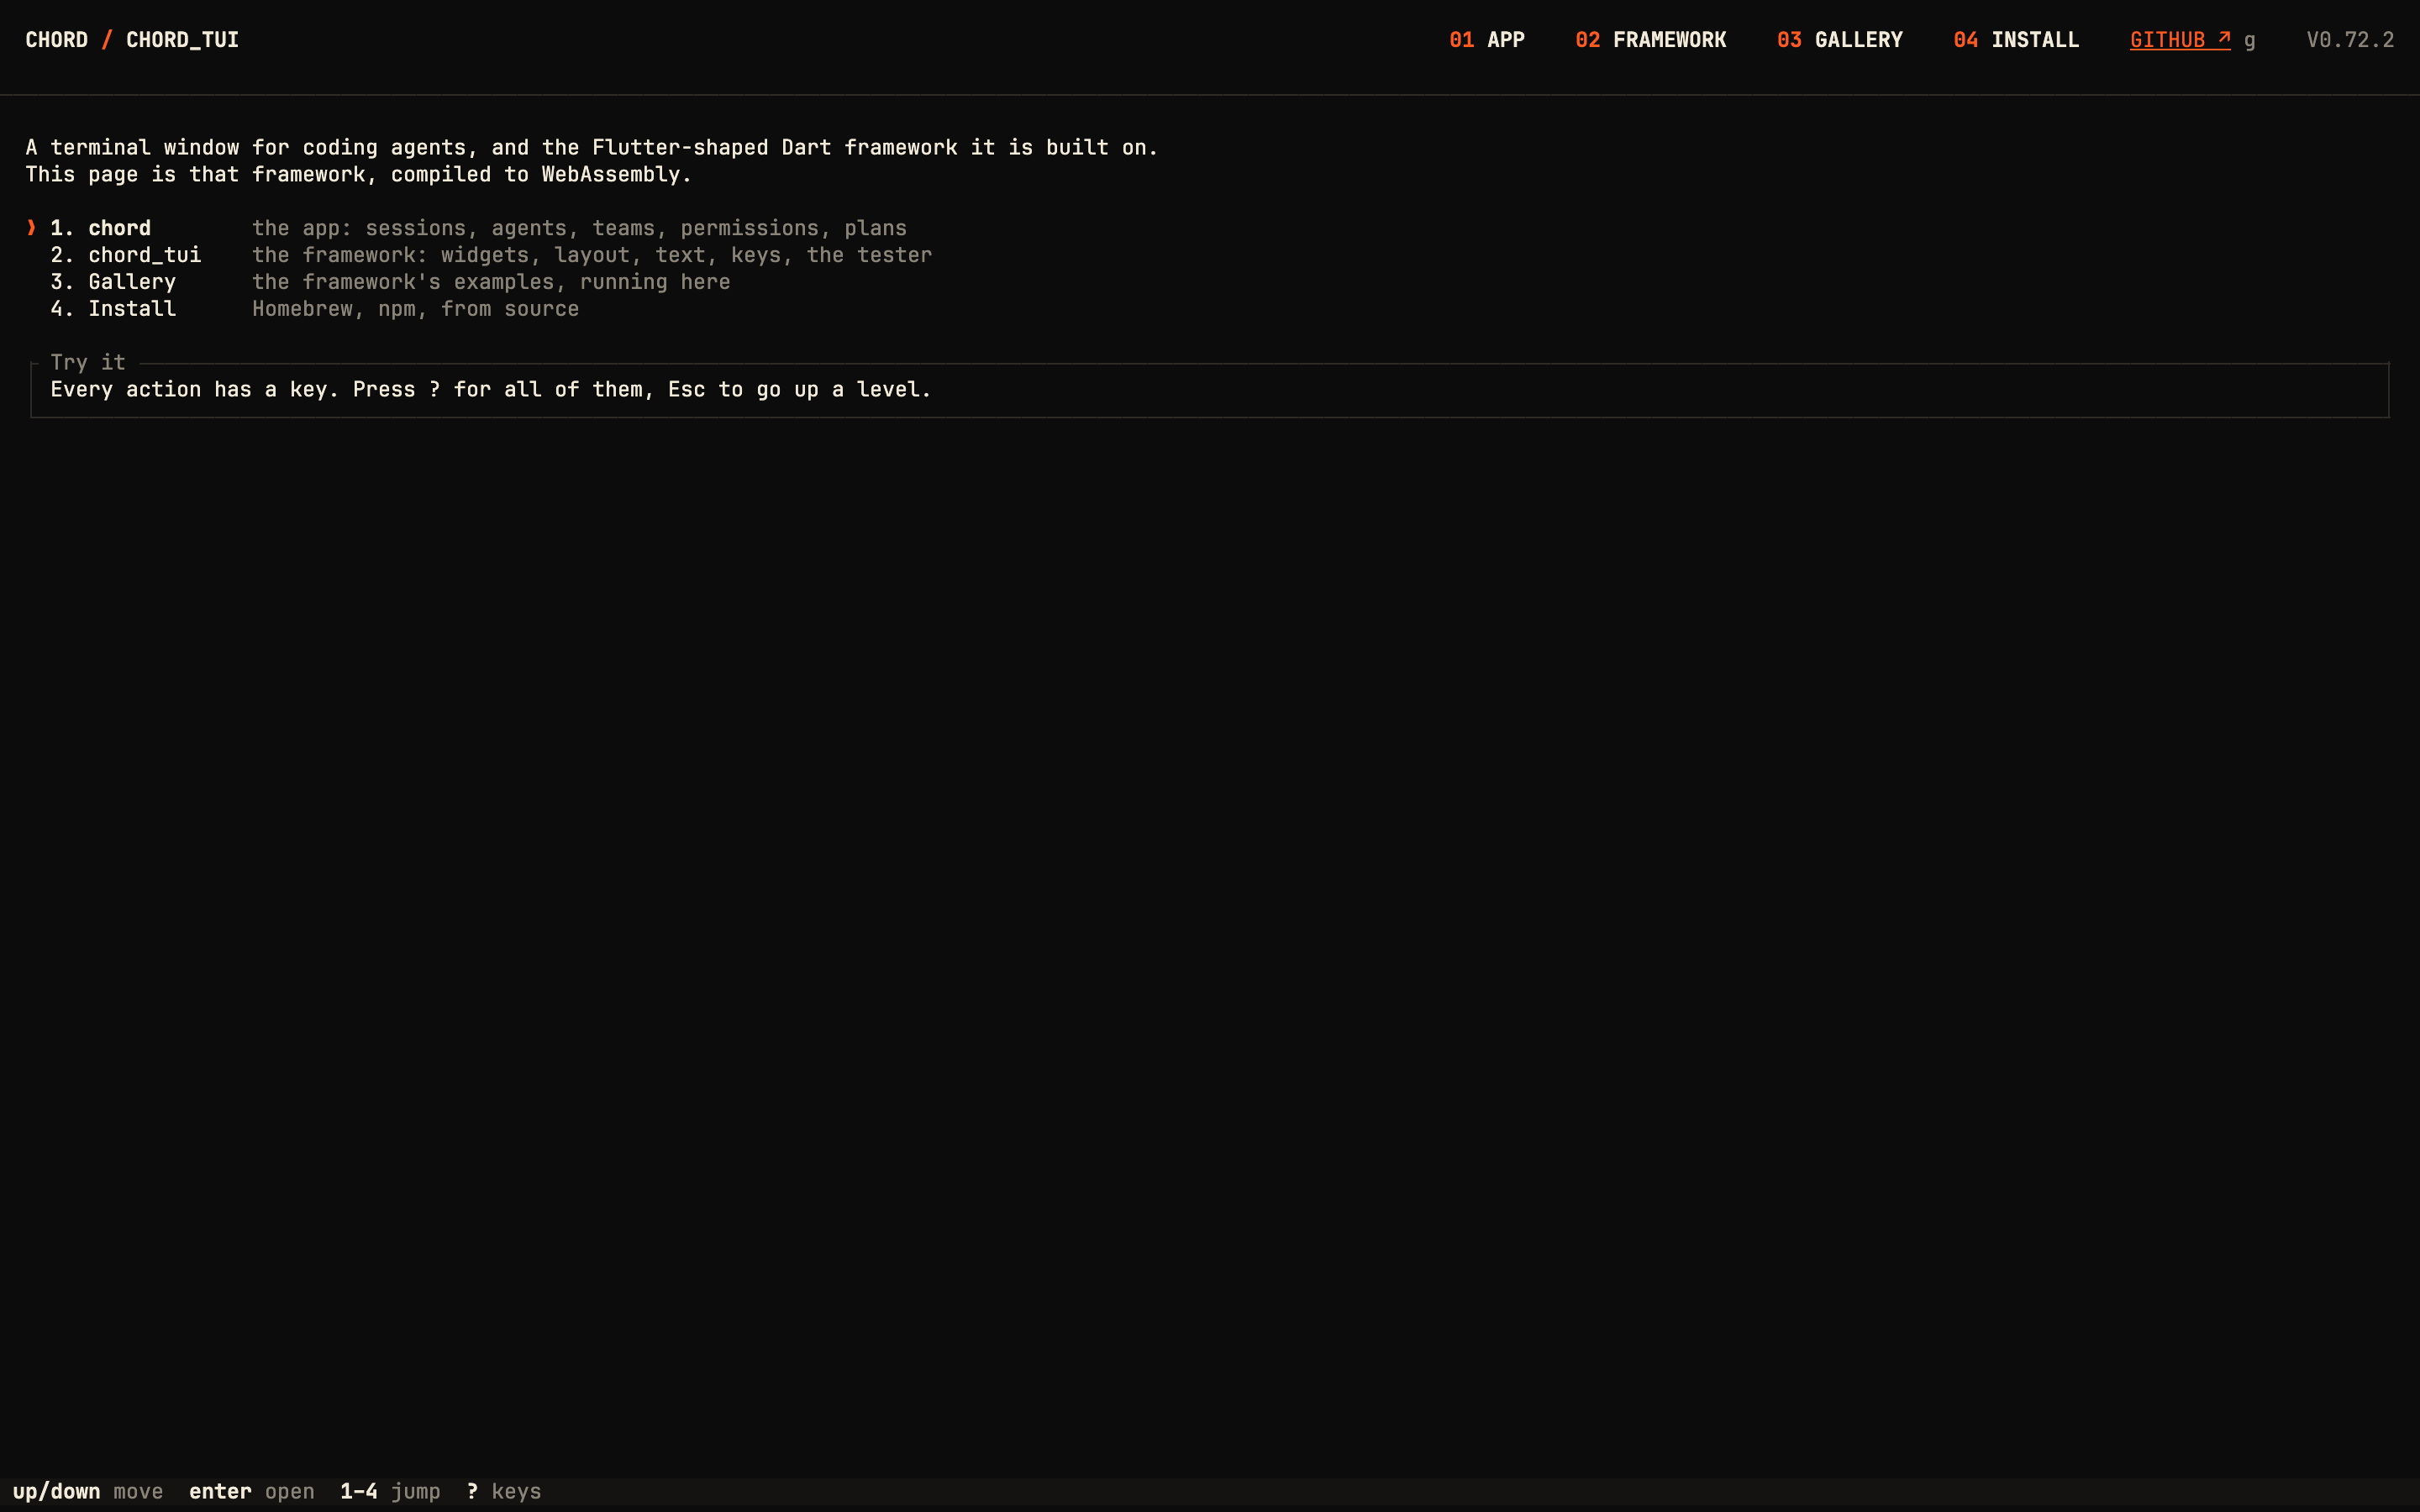 CHORD / CHORD_TUI 01 APP 02 FRAMEWORK 03 GALLERY 04 INSTALL GITHUB ↗ g V0.72.2
A terminal window for coding agents, and the Flutter-shaped Dart framework it is built on.
This page is that framework, compiled to WebAssembly.
❫ 1. chord the app: sessions, agents, teams, permissions, plans
2. chord_tui the framework: widgets, layout, text, keys, the tester
3. Gallery the framework's examples, running here
4. Install Homebrew, npm, from source
Try it
Every action has a key. Press ? for all of them, Esc to go up a level.
up/down move enter open 1-4 jump ? keys